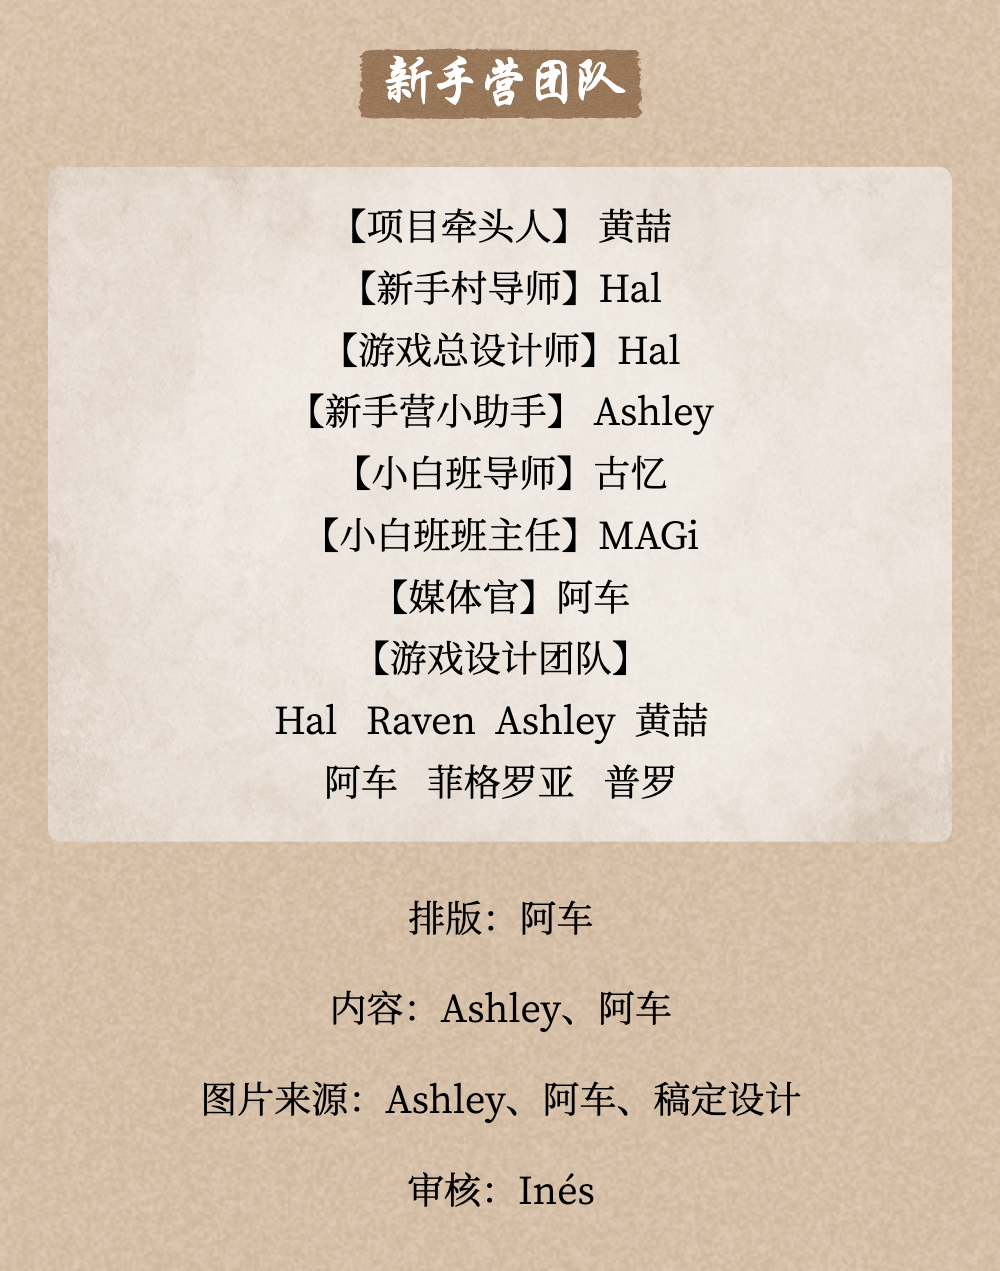 新手营团队
【项目牵头人】 黄喆
【新手村导师】Hal
【游戏总设计师】Hal
【新手营小助手】 Ashley
【小白班导师】古忆
【小白班班主任】MAGi
【媒体官】阿车
【游戏设计团队】
Hal Raven Ashley 黄喆
阿车 菲格罗亚 普罗
排版：阿车
内容：Ashley、阿车
图片来源：Ashley、阿车、稿定设计
审核：Inés